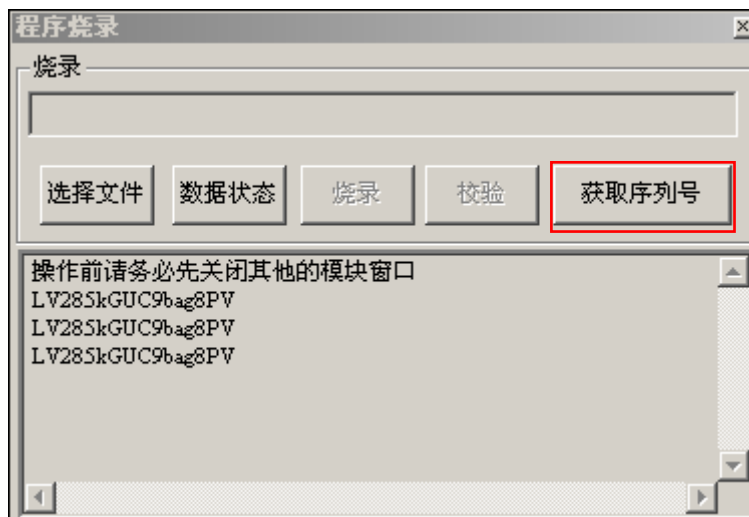 程序烧录
烧录
选择文件 数据状态 烧录 校验 获取序列号
操作前请务必先关闭其他的模块窗口
LV285kGUC9bag8PV
LV285kGUC9bag8PV
LV285kGUC9bag8PV